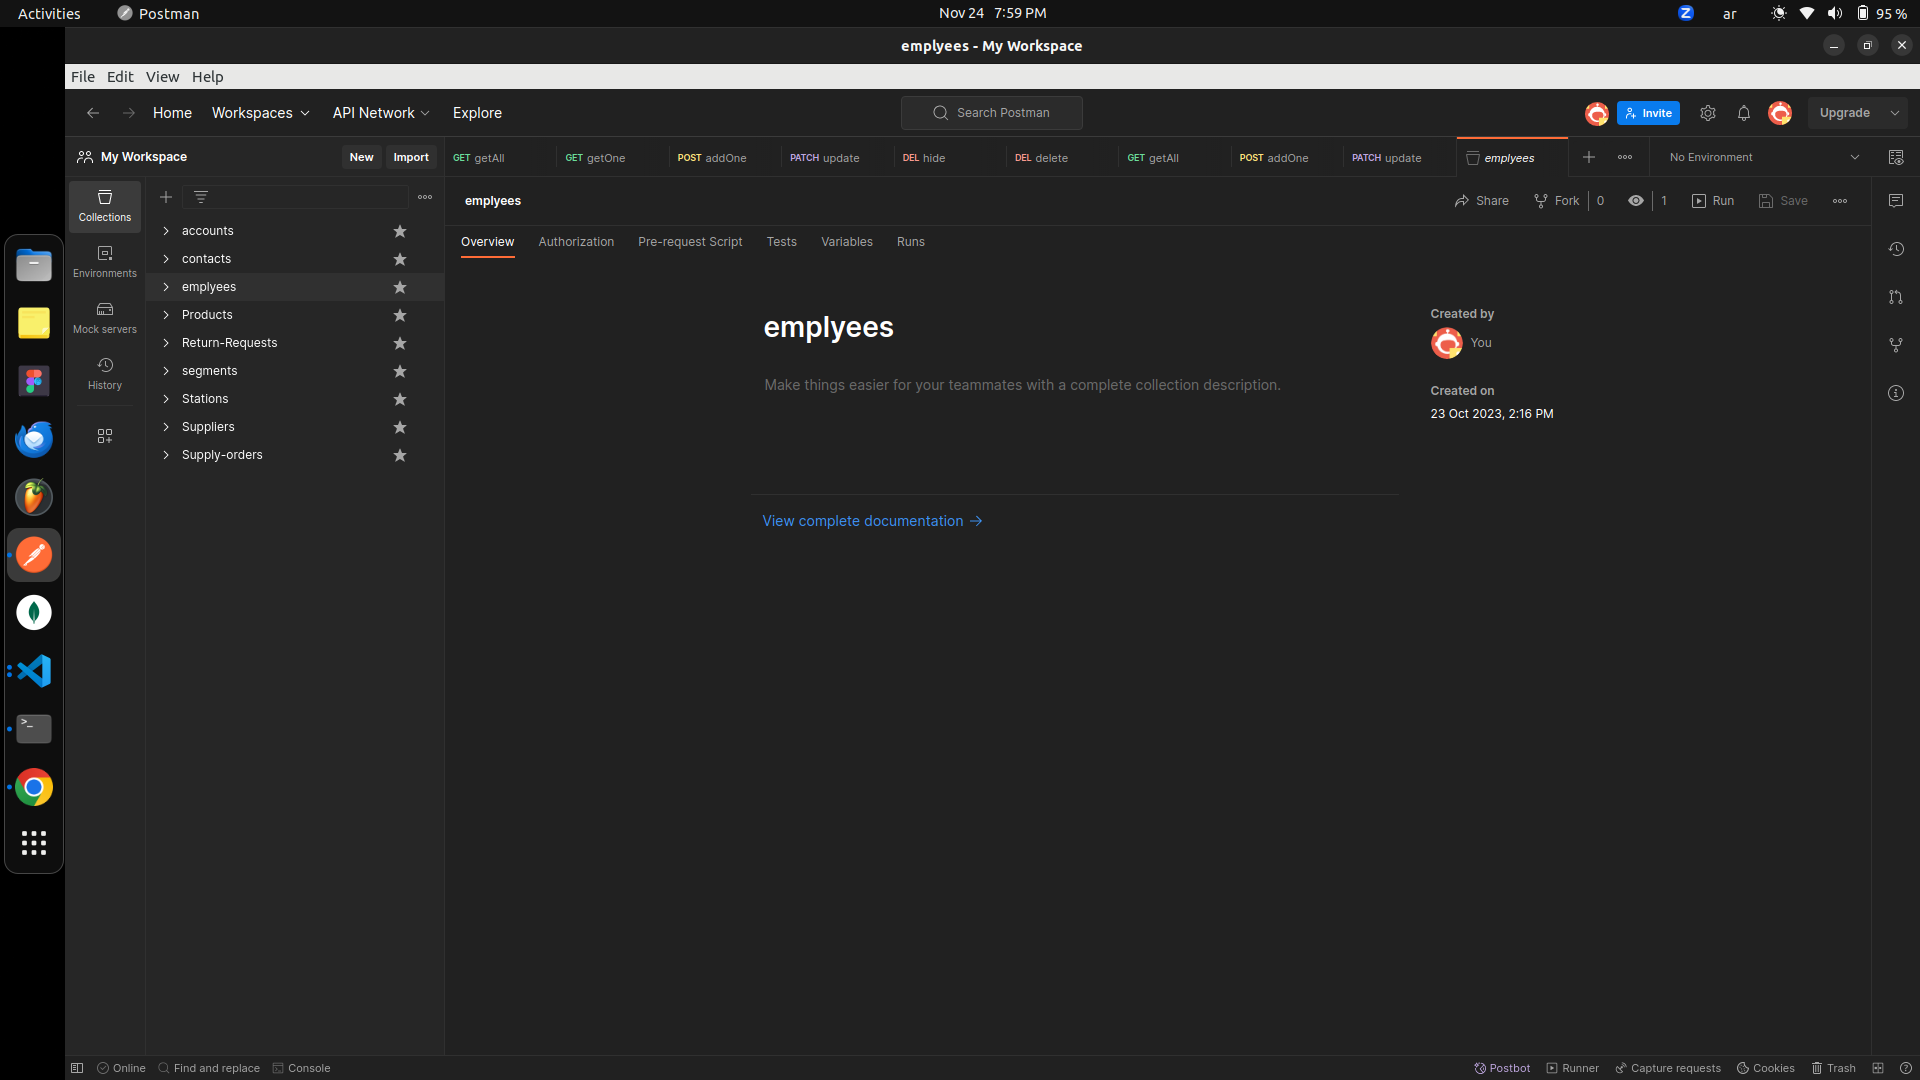 Activities Postman Nov 24 7:59 PM ar 95 %
emplyees - My Workspace
File Edit View Help
Home Workspaces API Network Explore Search Postman Invite Upgrade
My Workspace New Import GET getAll GET getOne POST addOne PATCH update DEL hide DEL delete GET getAll POST addOne PATCH update emplyees No Environment
Collections
Environments
Mock servers
History
accounts
contacts
emplyees
Products
Return-Requests
segments
Stations
Suppliers
Supply-orders
emplyees Share Fork 0 1 Run Save
Overview Authorization Pre-request Script Tests Variables Runs
emplyees
Make things easier for your teammates with a complete collection description.
View complete documentation →
Created by
You
Created on
23 Oct 2023, 2:16 PM
Online Find and replace Console Postbot Runner Capture requests Cookies Trash